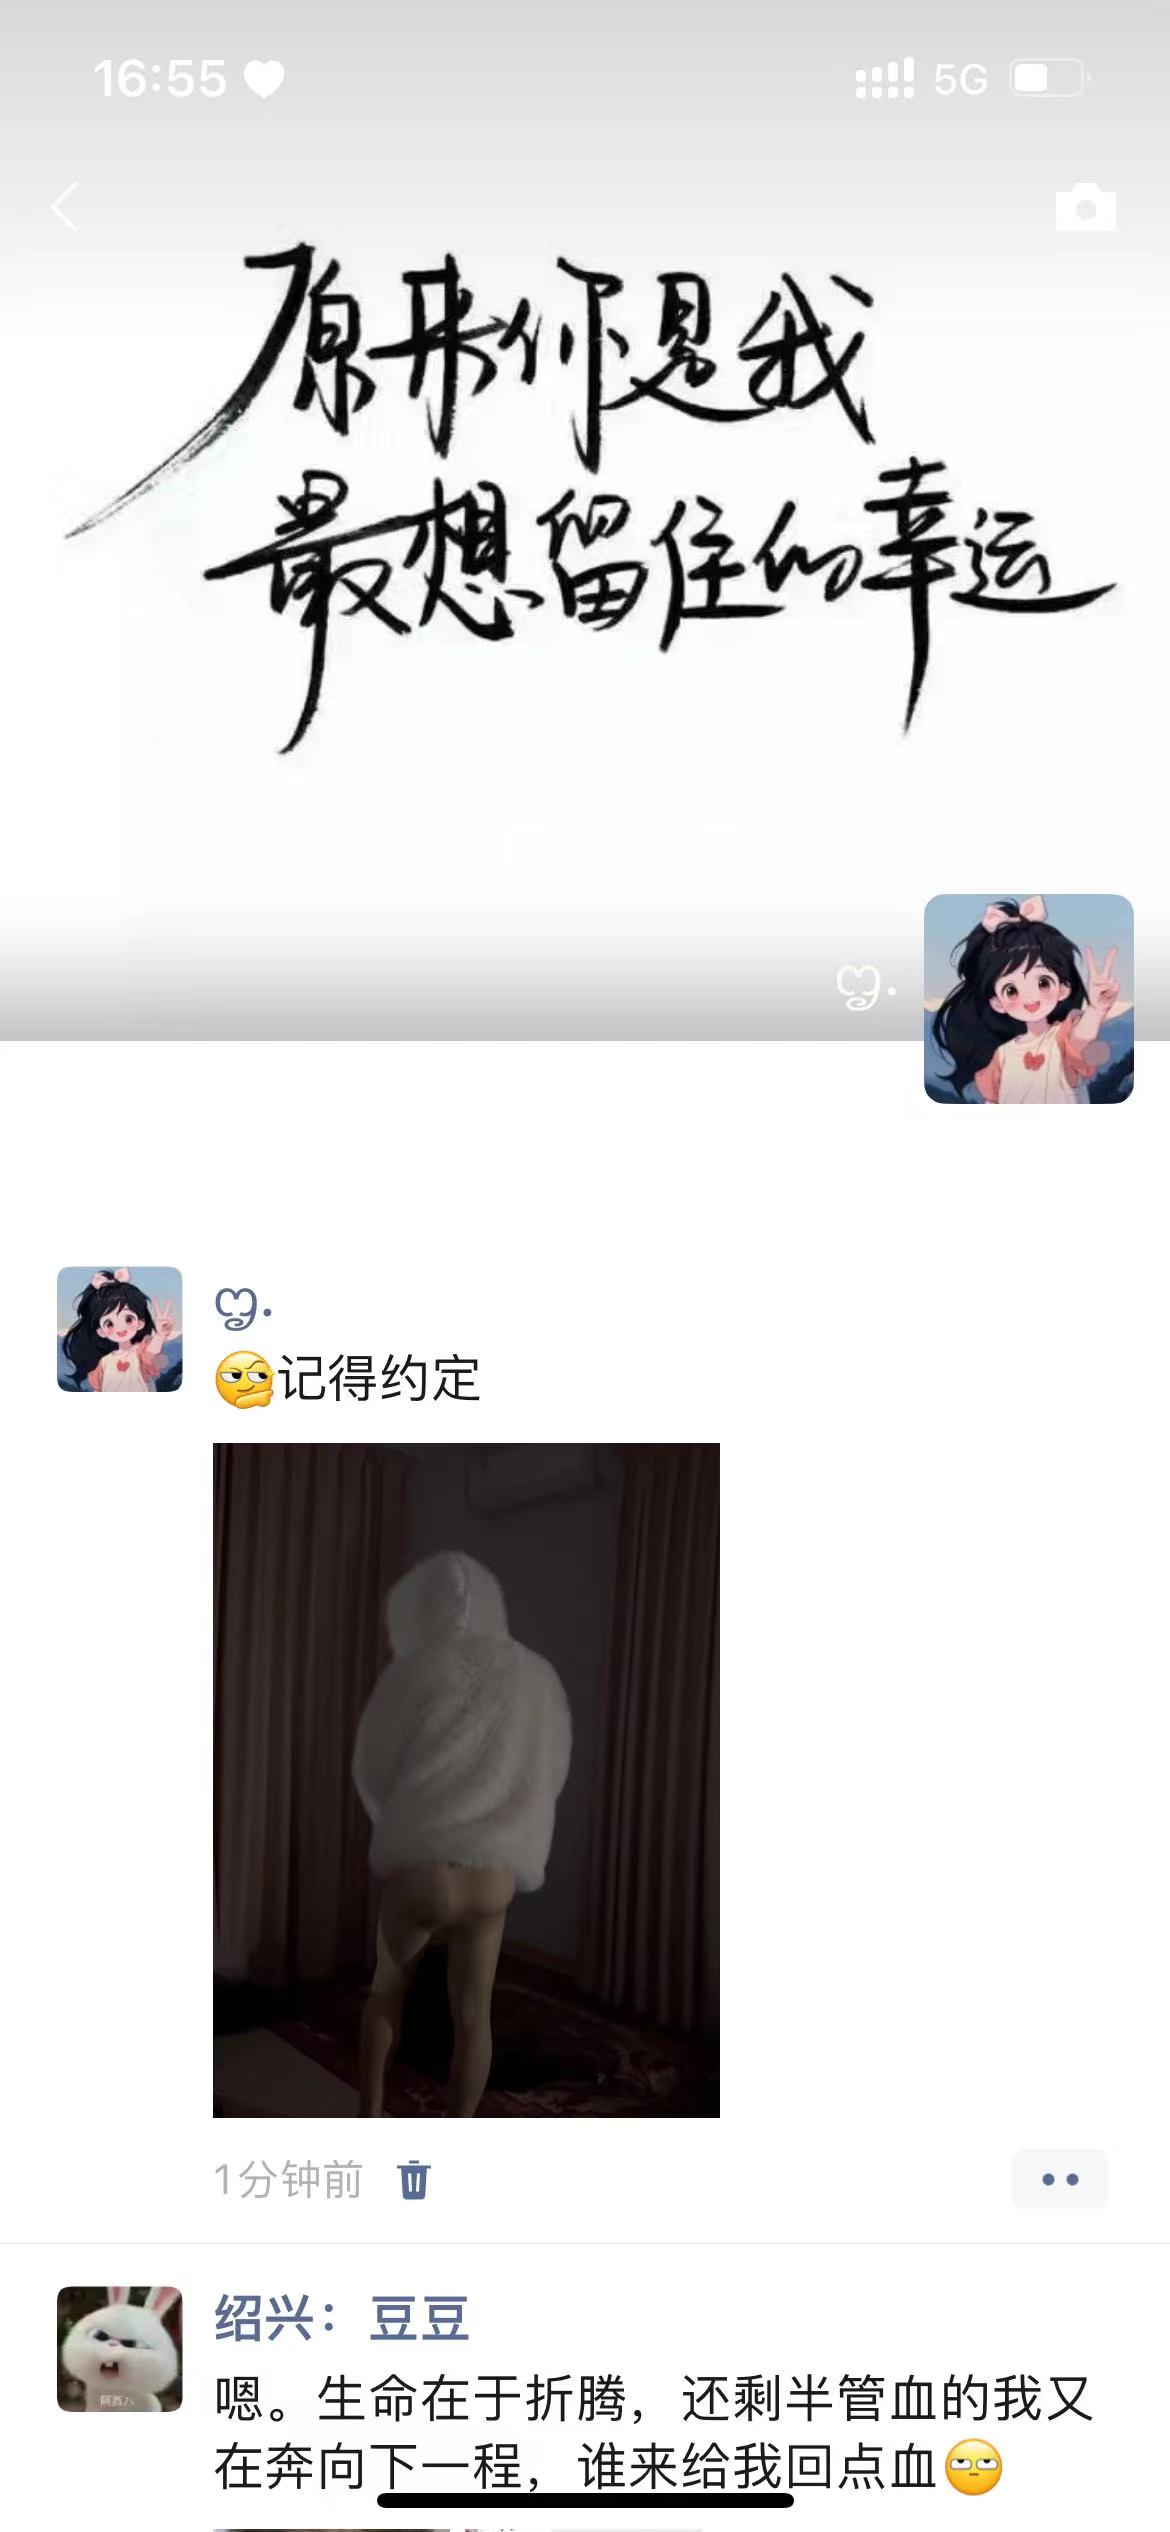 16:55
5G
原来你是我
最想留住的幸运
ღ.
ღ.
🤔记得约定
1分钟前
绍兴：豆豆
嗯。生命在于折腾，还剩半管血的我又
在奔向下一程，谁来给我回点血🙄